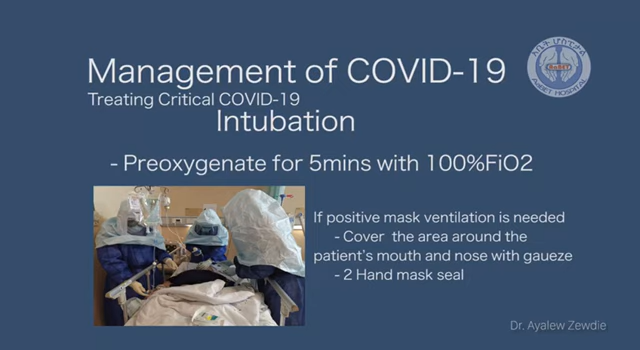 Management of COVID-19
Treating Critical COVID-19
Intubation
- Preoxygenate for 5mins with 100%FiO2
If positive mask ventilation is needed
- Cover the area around the
patient's mouth and nose with gaueze
- 2 Hand mask seal
ABEBET HOSPITAL
Dr. Ayalew Zewdie